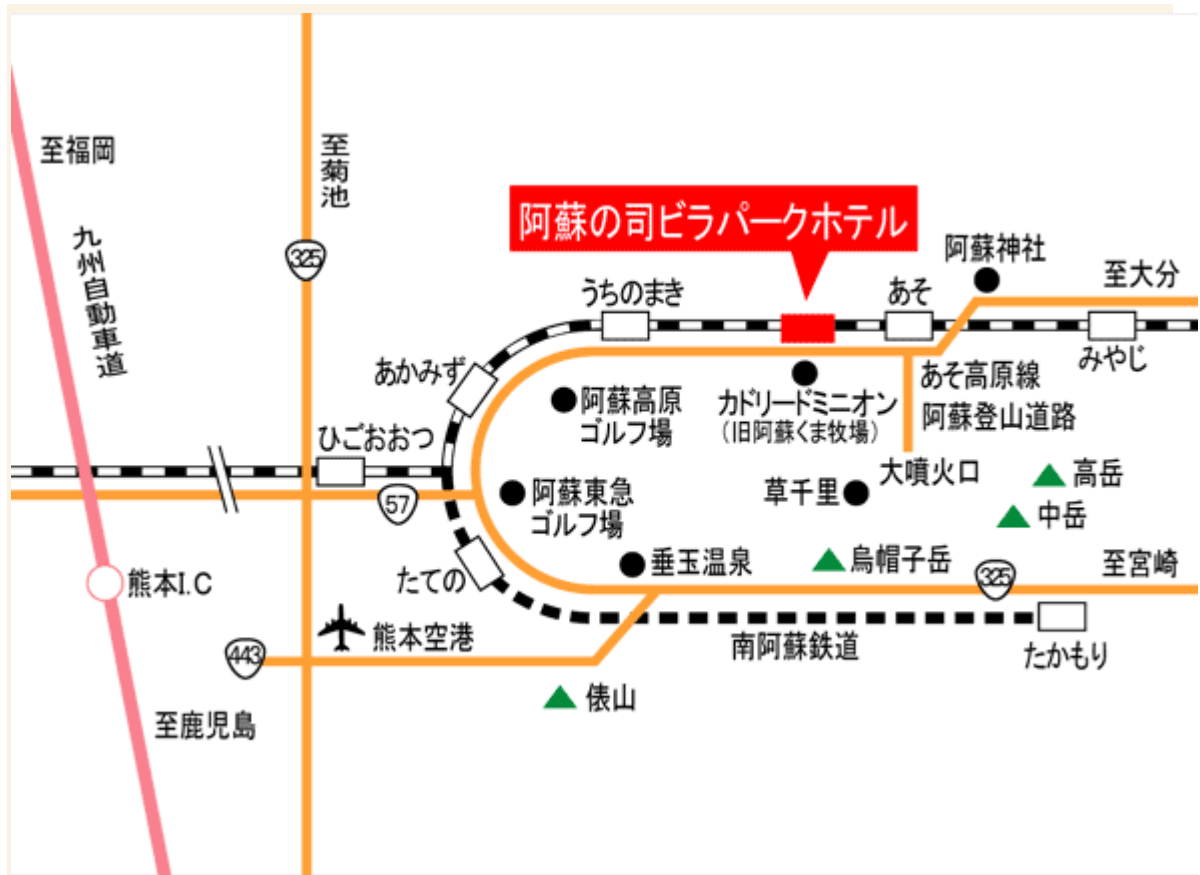 至福岡
至菊池
九州自動車道
325
阿蘇の司ビラパークホテル
阿蘇神社
至大分
うちのまき
あそ
みやじ
あかみず
あそ高原線
阿蘇登山道路
阿蘇高原
ゴルフ場
カドリードミニオン
（旧阿蘇くま牧場）
ひごおおつ
大噴火口
高岳
57
阿蘇東急
ゴルフ場
草千里
中岳
たての
垂玉温泉
烏帽子岳
325
至宮崎
熊本I.C
熊本空港
443
南阿蘇鉄道
たかもり
俵山
至鹿児島